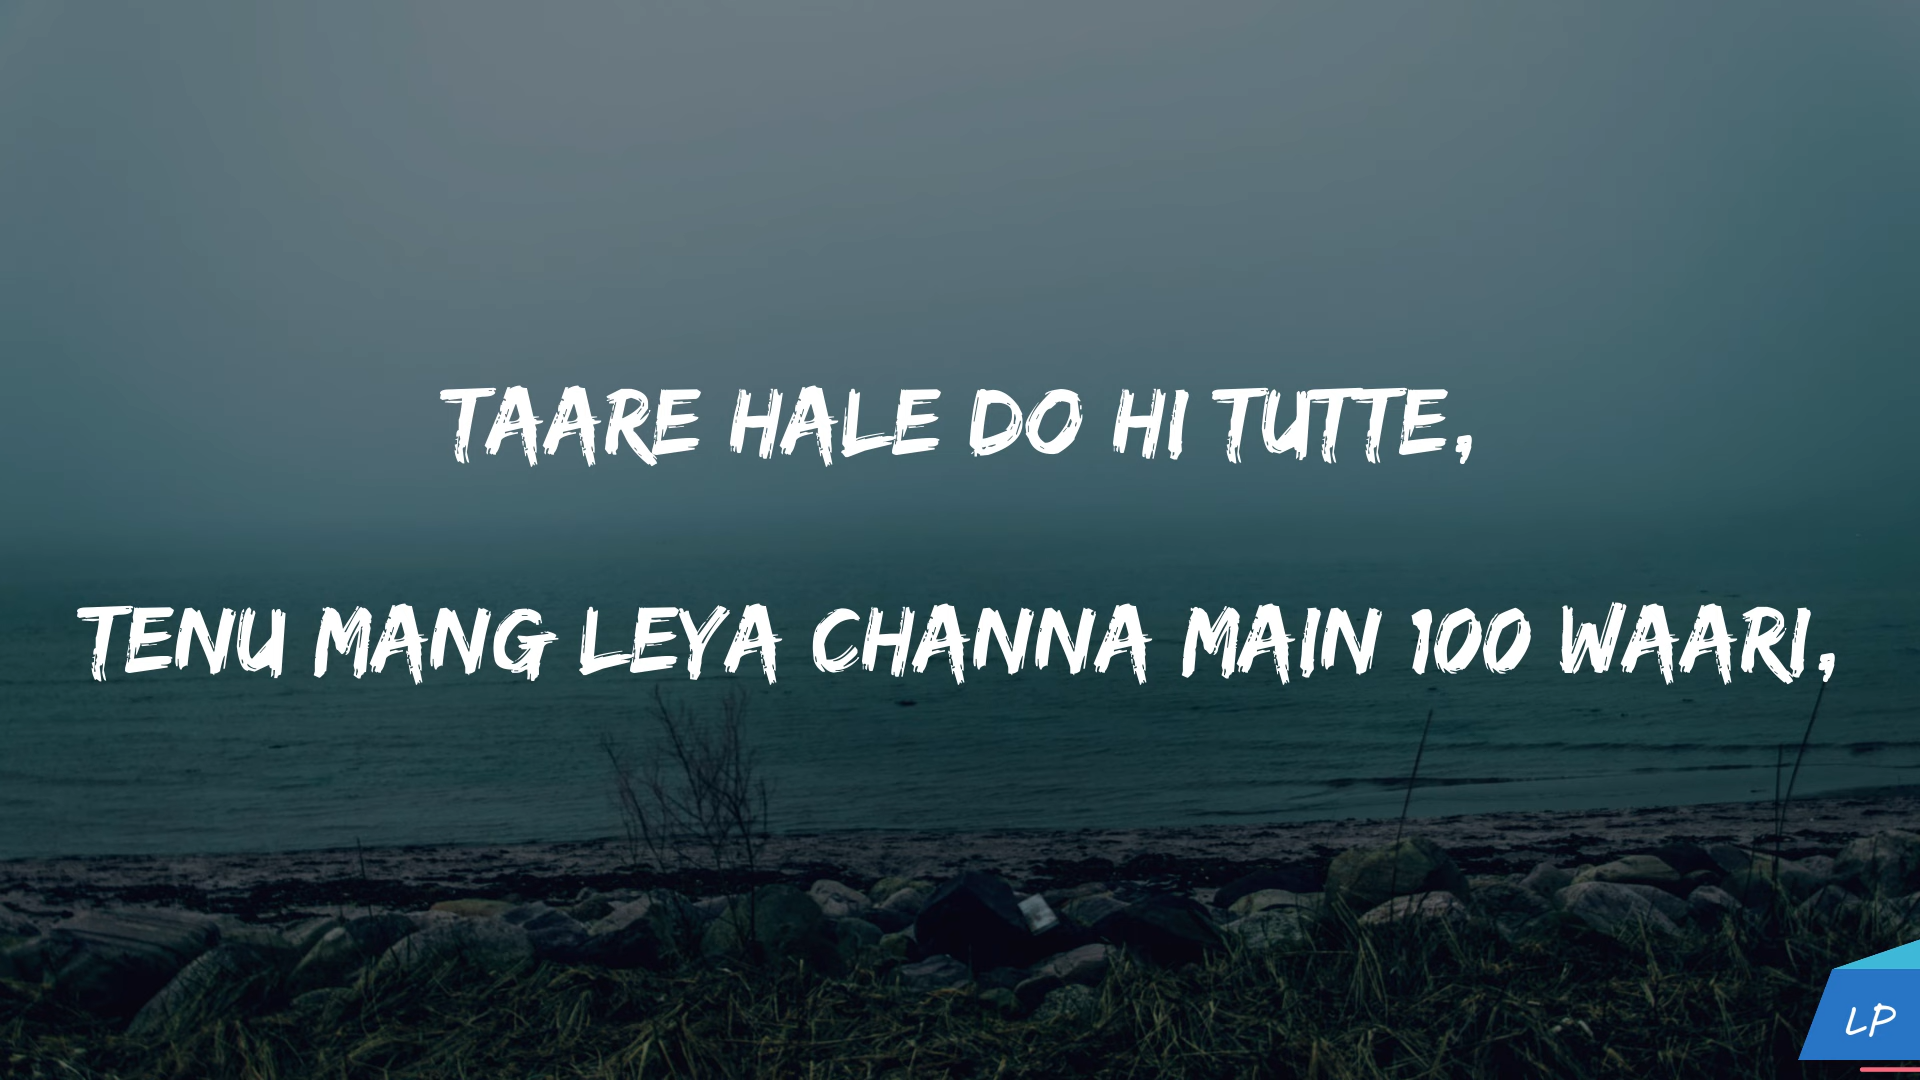 TAARE HALE DO HI TUTTE,
TENU MANG LEYA CHANNA MAIN 100 WAARI,
LP